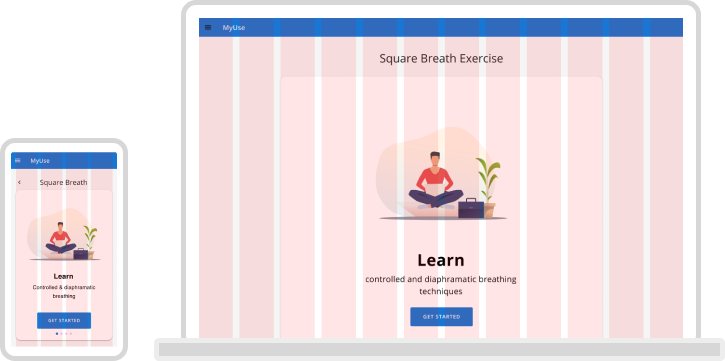 MyUse
Square Breath Exercise
Learn
controlled and diaphramatic breathing
techniques
GET STARTED
MyUse
Square Breath
Learn
Controlled & diaphramatic
breathing
GET STARTED